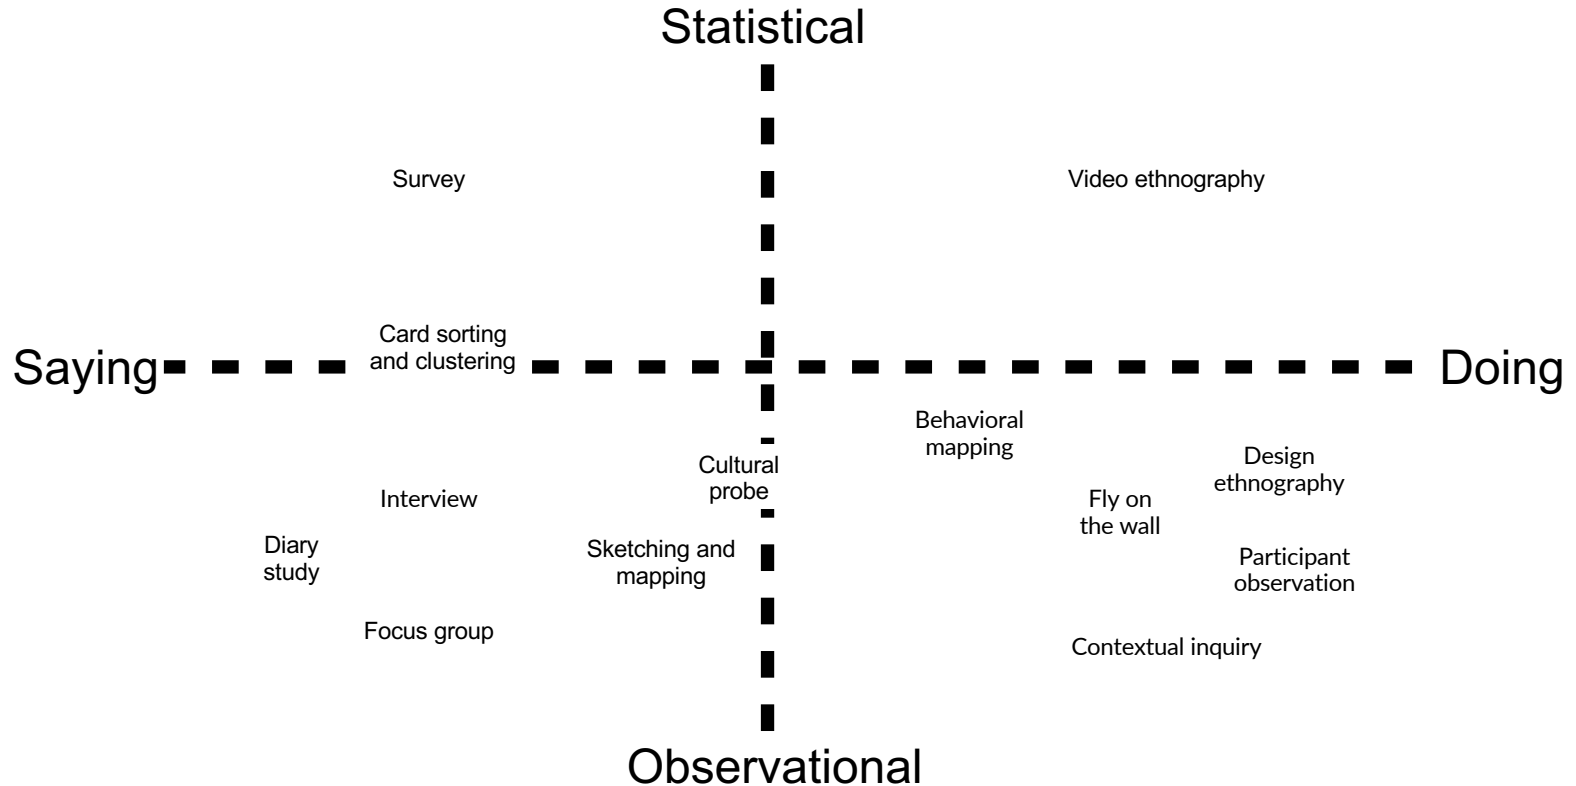 Statistical
Survey
Video ethnography
Card sorting
and clustering
Saying
Doing
Behavioral
mapping
Cultural
probe
Design
ethnography
Interview
Fly on
the wall
Diary
study
Sketching and
mapping
Participant
observation
Focus group
Contextual inquiry
Observational